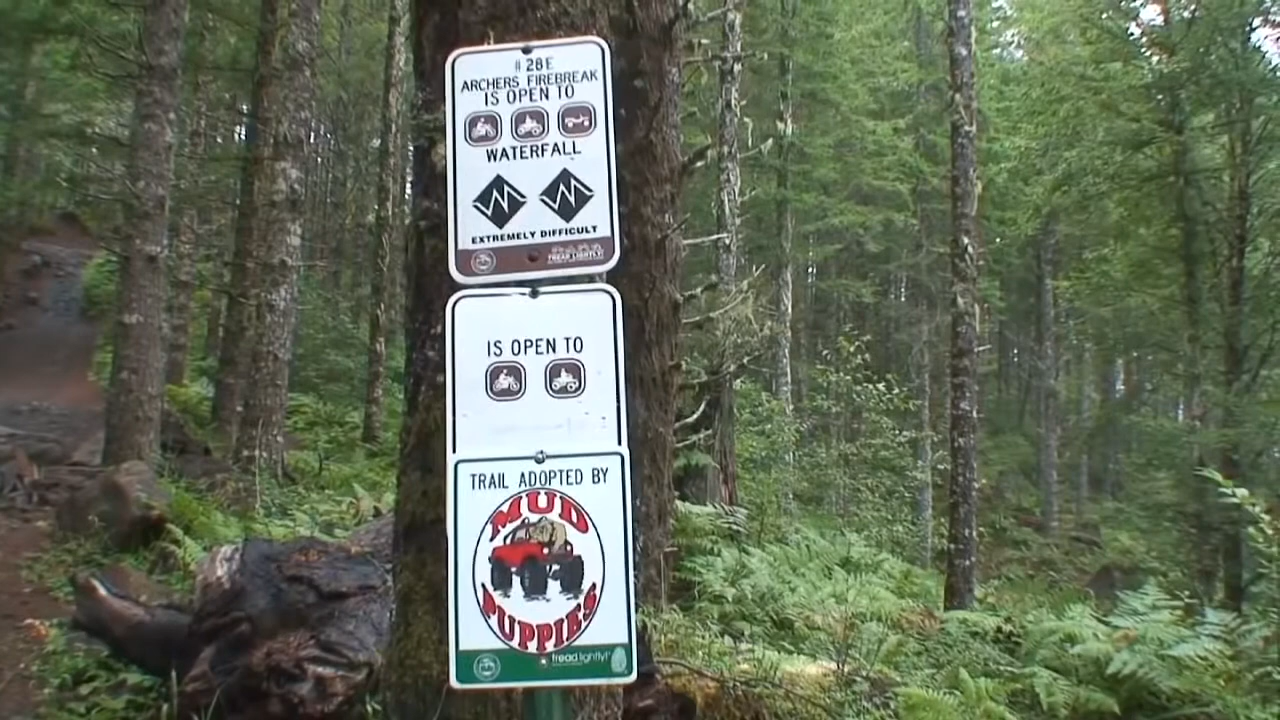 # 28E
ARCHERS FIREBREAK
IS OPEN TO
WATERFALL
EXTREMELY DIFFICULT
TREAD LIGHTLY!
IS OPEN TO
TRAIL ADOPTED BY
MUD
PUPPIES
treadlightly!